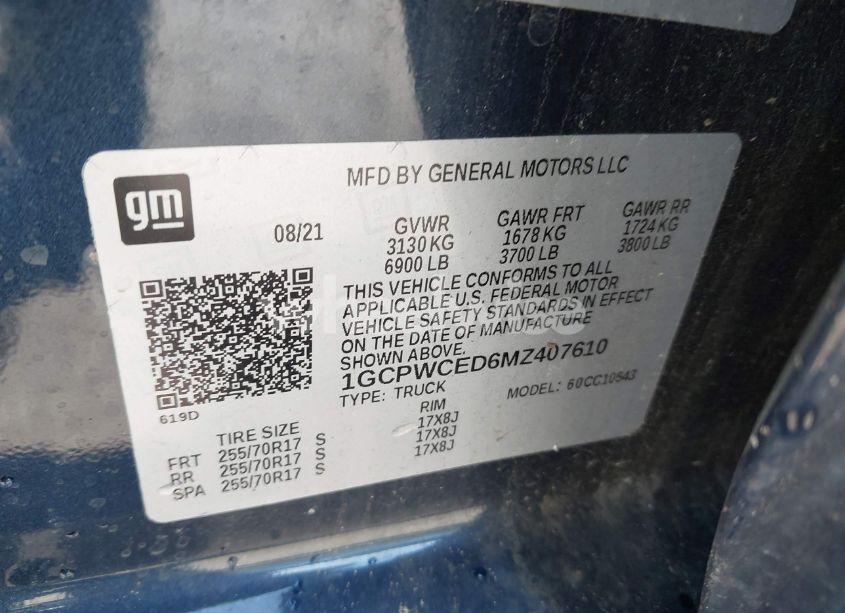 gm
MFD BY GENERAL MOTORS LLC
08/21
GVWR
3130 KG
6900 LB
GAWR FRT
1678 KG
3700 LB
GAWR RR
1724 KG
3800 LB
THIS VEHICLE CONFORMS TO ALL
APPLICABLE U.S. FEDERAL MOTOR
VEHICLE SAFETY STANDARDS IN EFFECT
ON THE DATE OF MANUFACTURE
SHOWN ABOVE.
1GCPWCED6MZ407610
TYPE: TRUCK
MODEL: 60CC10543
619D
TIRE SIZE
RIM
FRT 255/70R17 S 17X8J
RR 255/70R17 S 17X8J
SPA 255/70R17 S 17X8J